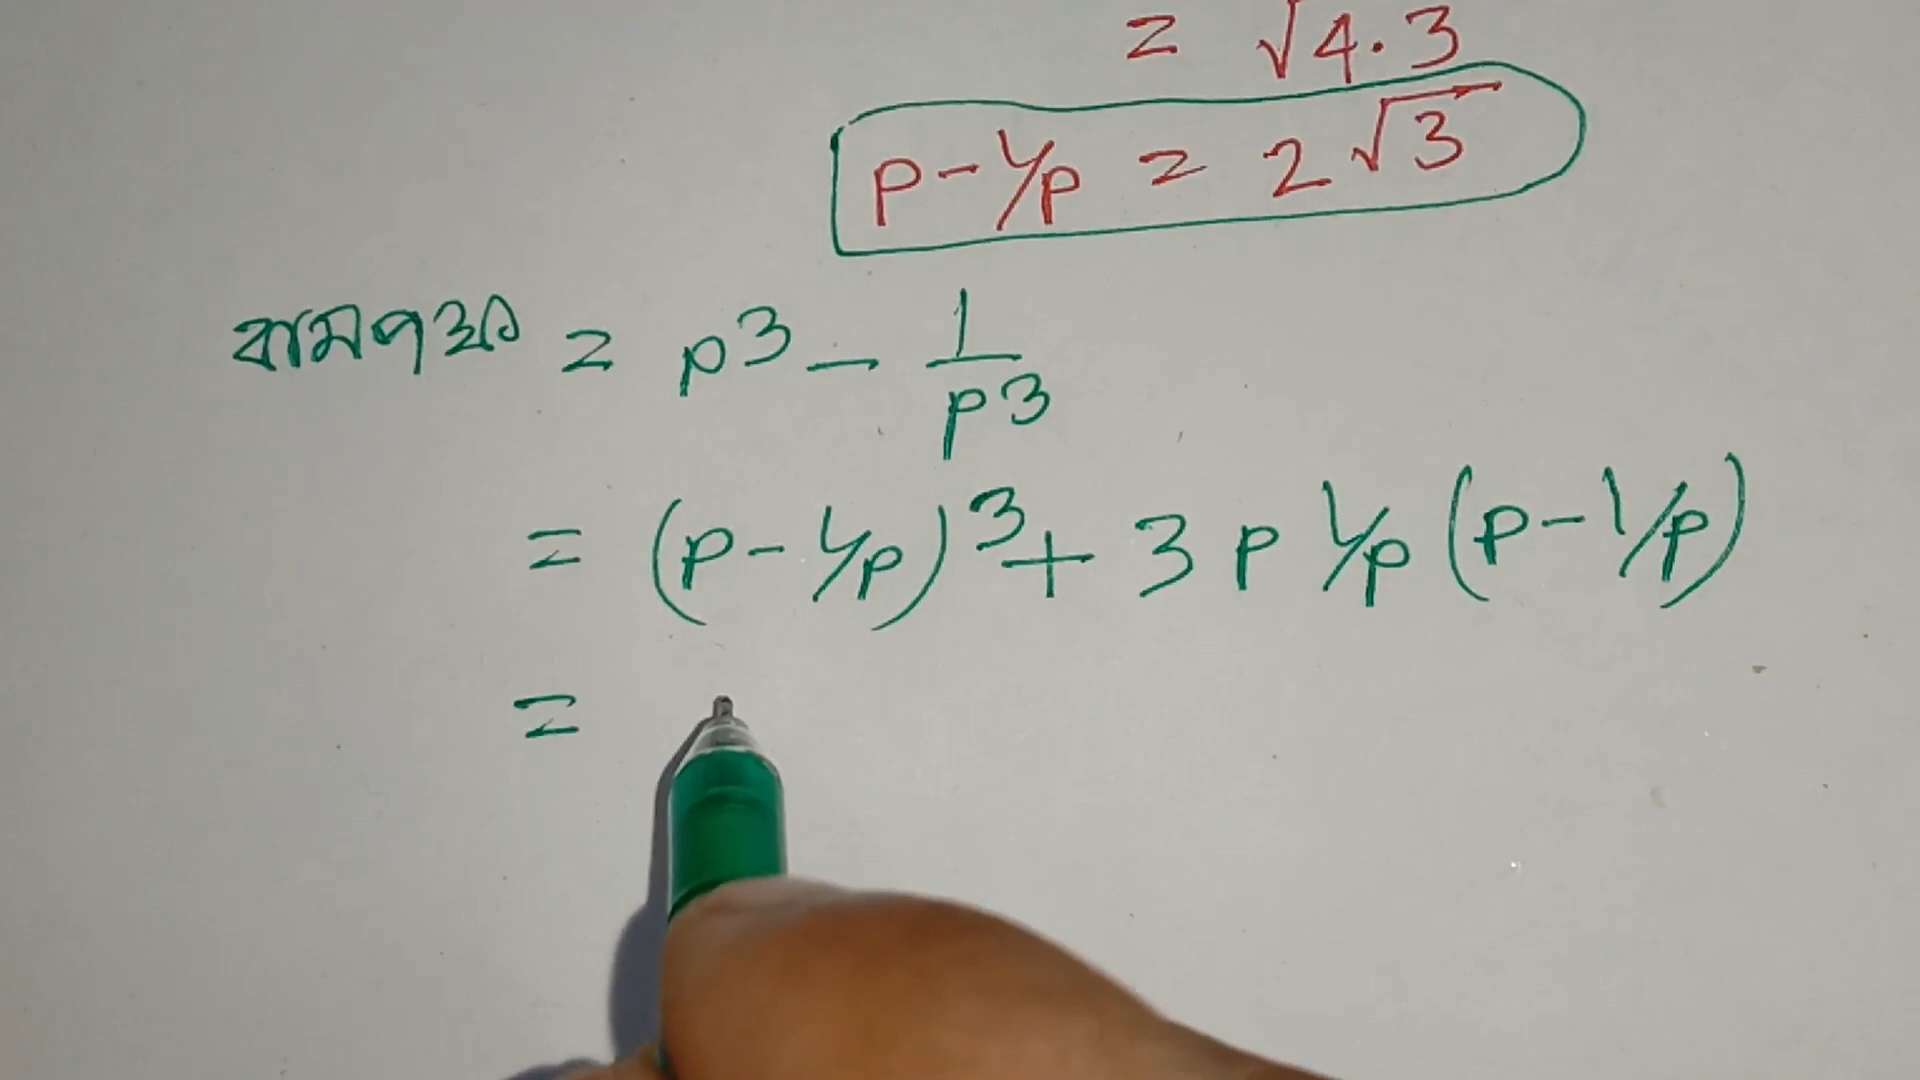 = √4.3
p - 1/p = 2√3
বামপক্ষ = p³ - 1/p³
= (p - 1/p)³ + 3 p 1/p (p - 1/p)
=